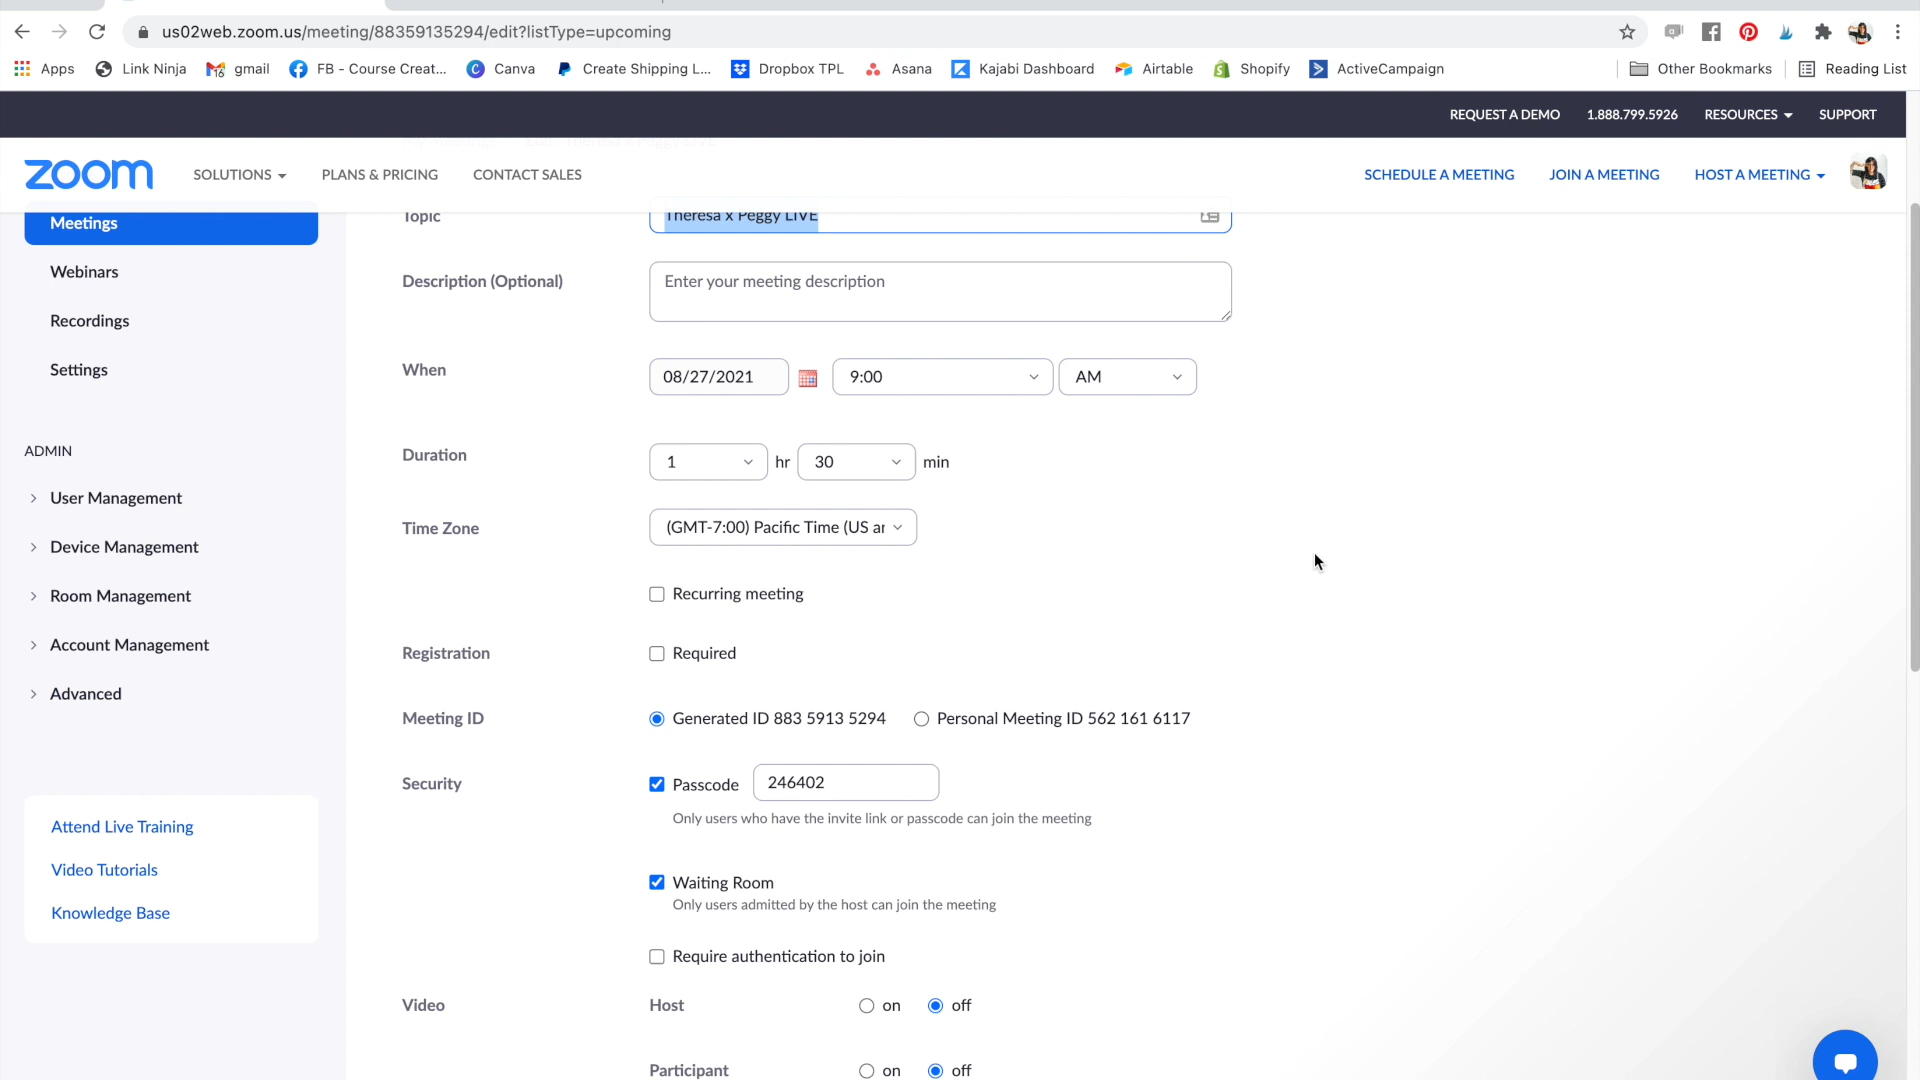 us02web.zoom.us/meeting/88359135294/edit?listType=upcoming
Apps Link Ninja gmail FB - Course Creat... Canva Create Shipping L... Dropbox TPL Asana Kajabi Dashboard Airtable Shopify ActiveCampaign Other Bookmarks Reading List
REQUEST A DEMO 1.888.799.5926 RESOURCES SUPPORT
zoom SOLUTIONS PLANS & PRICING CONTACT SALES SCHEDULE A MEETING JOIN A MEETING HOST A MEETING
Meetings
Webinars
Recordings
Settings
ADMIN
User Management
Device Management
Room Management
Account Management
Advanced
Attend Live Training
Video Tutorials
Knowledge Base
Topic Theresa x Peggy LIVE
Description (Optional) Enter your meeting description
When 08/27/2021 9:00 AM
Duration 1 hr 30 min
Time Zone (GMT-7:00) Pacific Time (US ar
Recurring meeting
Registration Required
Meeting ID Generated ID 883 5913 5294 Personal Meeting ID 562 161 6117
Security Passcode 246402
Only users who have the invite link or passcode can join the meeting
Waiting Room
Only users admitted by the host can join the meeting
Require authentication to join
Video Host on off
Participant on off